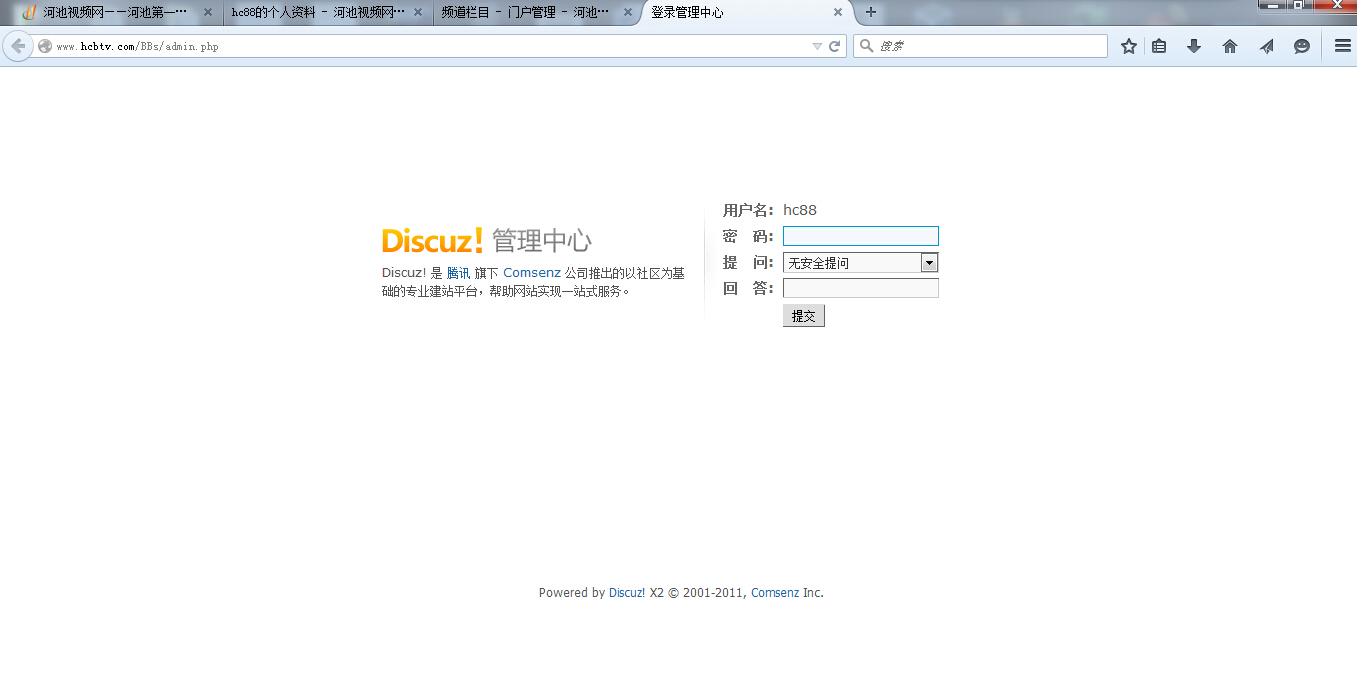 河池视频网——河池第一…
hc88的个人资料 - 河池视频网…
频道栏目 - 门户管理 - 河池…
登录管理中心
www.hcbtv.com/BBs/admin.php
搜索
用户名: hc88
密 码:
提 问: 无安全提问
回 答:
提交
Discuz! 管理中心
Discuz! 是 腾讯 旗下 Comsenz 公司推出的以社区为基
础的专业建站平台，帮助网站实现一站式服务。
Powered by Discuz! X2 © 2001-2011, Comsenz Inc.